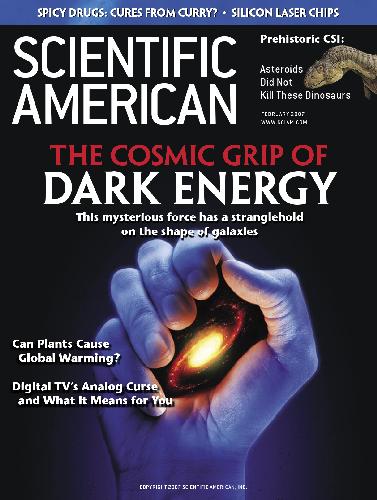 SPICY DRUGS: CURES FROM CURRY? • SILICON LASER CHIPS
SCIENTIFIC
AMERICAN
Prehistoric CSI:
Asteroids
Did Not
Kill These Dinosaurs
FEBRUARY 2007
WWW.SCIAM.COM
THE COSMIC GRIP OF
DARK ENERGY
This mysterious force has a stranglehold
on the shape of galaxies
Can Plants Cause
Global Warming?
Digital TV's Analog Curse
and What It Means for You
COPYRIGHT 2007 SCIENTIFIC AMERICAN, INC.